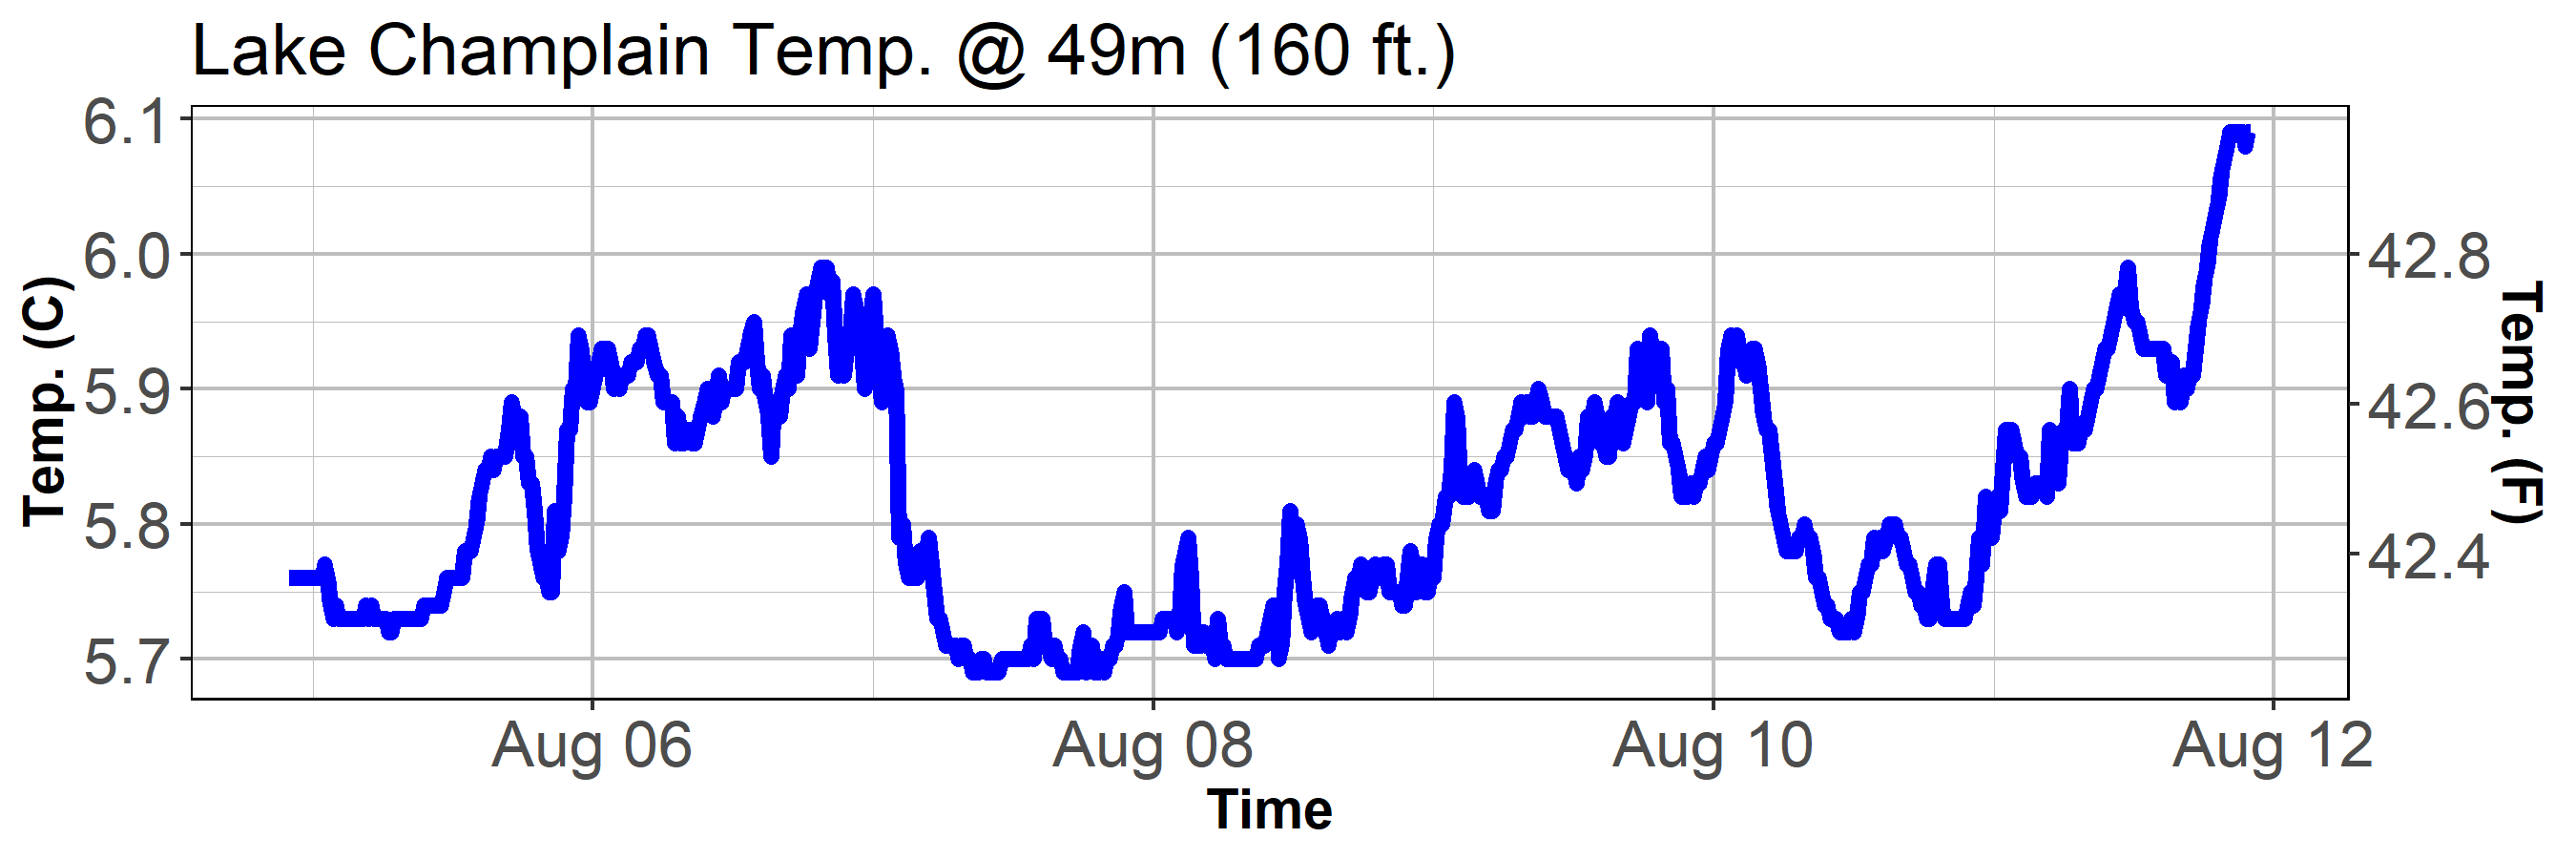 Lake Champlain Temp. @ 49m (160 ft.)
6.1
6.0
5.9
5.8
5.7
Temp. (C)
42.8
42.6
42.4
Temp. (F)
Aug 06 Aug 08 Aug 10 Aug 12
Time